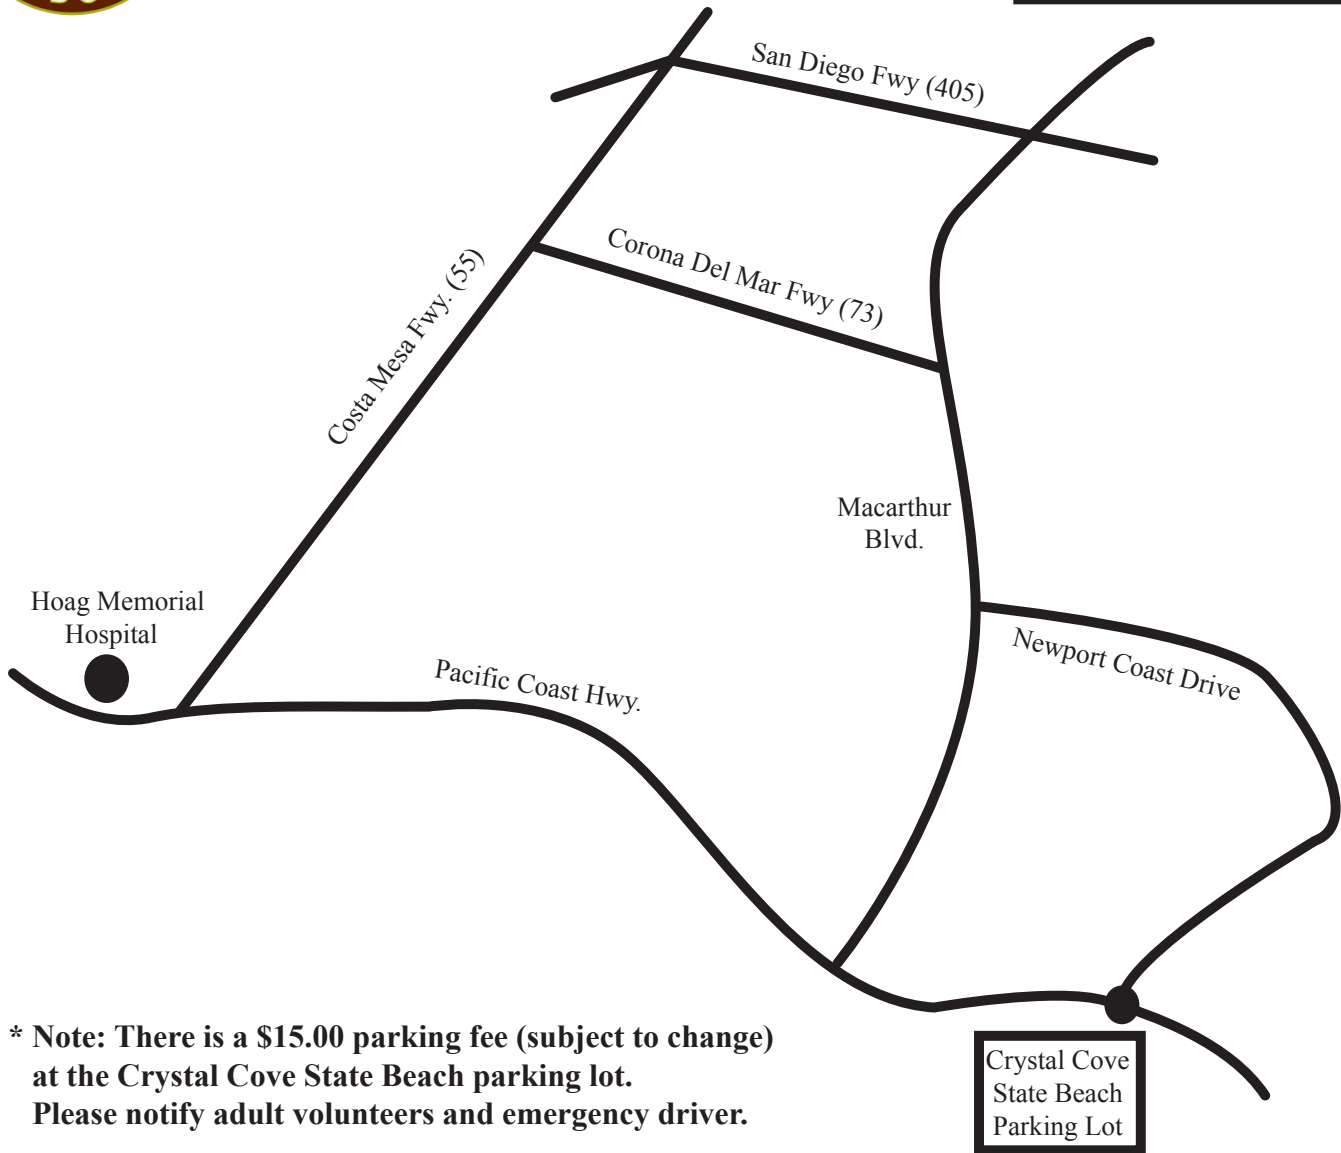 San Diego Fwy (405)
Corona Del Mar Fwy (73)
Costa Mesa Fwy. (55)
Macarthur
Blvd.
Hoag Memorial
Hospital
Newport Coast Drive
Pacific Coast Hwy.
* Note: There is a $15.00 parking fee (subject to change)
at the Crystal Cove State Beach parking lot.
Please notify adult volunteers and emergency driver.
Crystal Cove
State Beach
Parking Lot